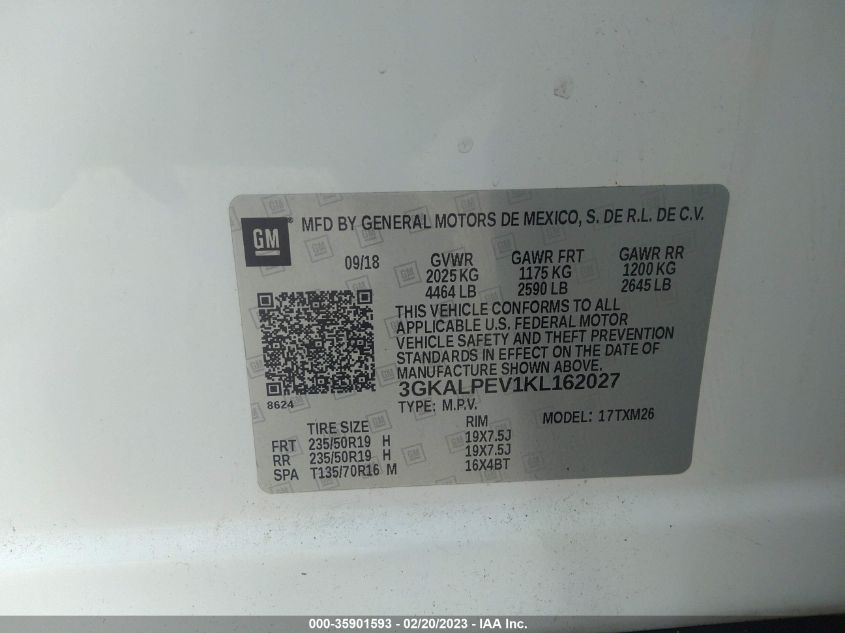 GM ® MFD BY GENERAL MOTORS DE MEXICO, S. DE R.L. DE C.V.
09/18 GVWR GAWR FRT GAWR RR
2025 KG 1175 KG 1200 KG
4464 LB 2590 LB 2645 LB
THIS VEHICLE CONFORMS TO ALL
APPLICABLE U.S. FEDERAL MOTOR
VEHICLE SAFETY AND THEFT PREVENTION
STANDARDS IN EFFECT ON THE DATE OF
MANUFACTURE SHOWN ABOVE.
3GKALPEV1KL162027
8624
TYPE: M.P.V. MODEL: 17TXM26
TIRE SIZE RIM
FRT 235/50R19 H 19X7.5J
RR 235/50R19 H 19X7.5J
SPA T135/70R16 M 16X4BT
000-35901593 - 02/20/2023 - IAA Inc.